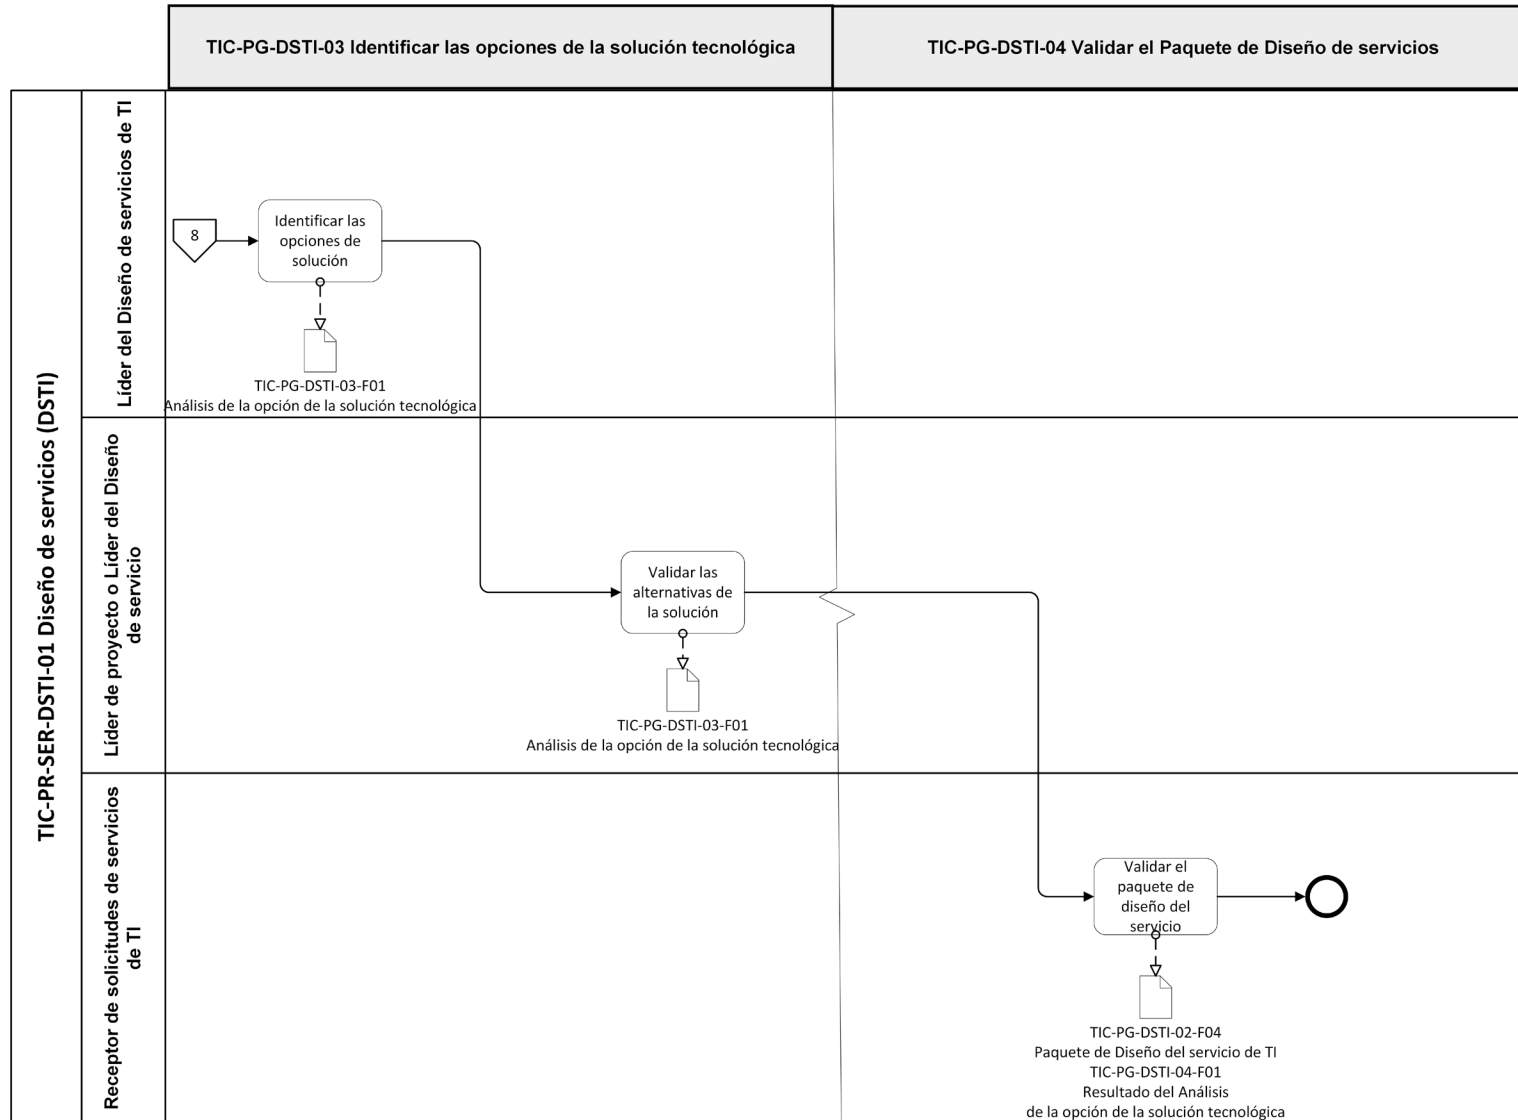 TIC-PG-DSTI-03 Identificar las opciones de la solución tecnológica
TIC-PG-DSTI-04 Validar el Paquete de Diseño de servicios
TIC-PR-SER-DSTI-01 Diseño de servicios (DSTI)
Líder del Diseño de servicios de TI
8
Identificar las
opciones de
solución
TIC-PG-DSTI-03-F01
Análisis de la opción de la solución tecnológica
Líder de proyecto o Líder del Diseño
de servicio
Validar las
alternativas de
la solución
TIC-PG-DSTI-03-F01
Análisis de la opción de la solución tecnológica
Receptor de solicitudes de servicios
de TI
Validar el
paquete de
diseño del
servicio
TIC-PG-DSTI-02-F04
Paquete de Diseño del servicio de TI
TIC-PG-DSTI-04-F01
Resultado del Análisis
de la opción de la solución tecnológica